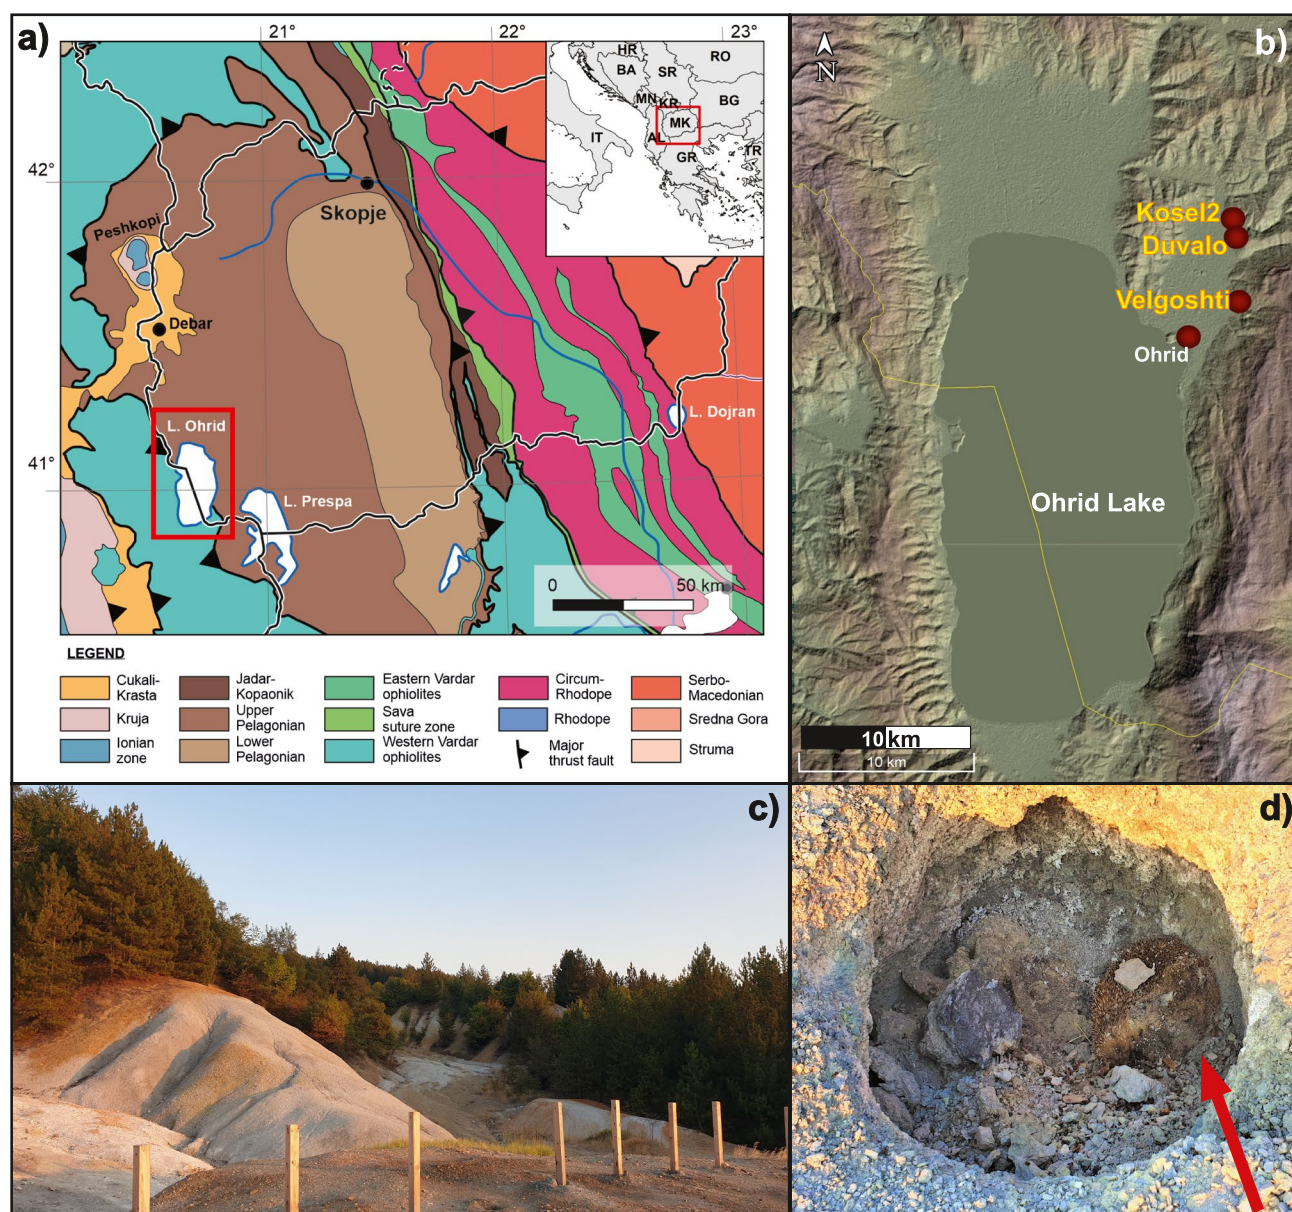 a)
21°
22°
23°
HR
RO
BA
SR
MN
KR
BG
MK
IT
AL
TR
GR
42°
Skopje
Peshkopi
Debar
L. Ohrid
L. Dojran
41°
L. Prespa
0
50 km
LEGEND
Cukali-
Krasta
Kruja
Ionian
zone
Jadar-
Kopaonik
Upper
Pelagonian
Lower
Pelagonian
Eastern Vardar
ophiolites
Sava
suture zone
Western Vardar
ophiolites
Circum-
Rhodope
Rhodope
Major
thrust fault
Serbo-
Macedonian
Sredna Gora
Struma
b)
N
Kosel2
Duvalo
Velgoshti
Ohrid
Ohrid Lake
10 km
10 km
c)
d)